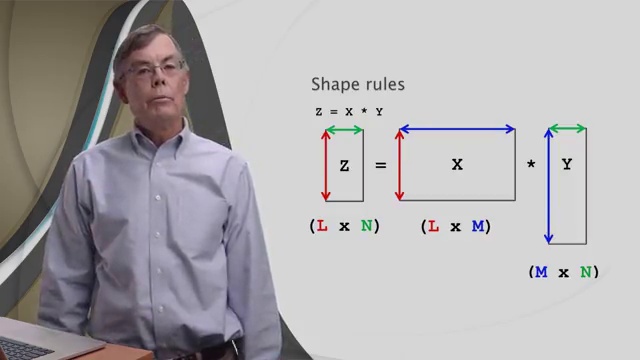 Shape rules
Z = X * Y
Z = X * Y
(L x N) (L x M)
(M x N)